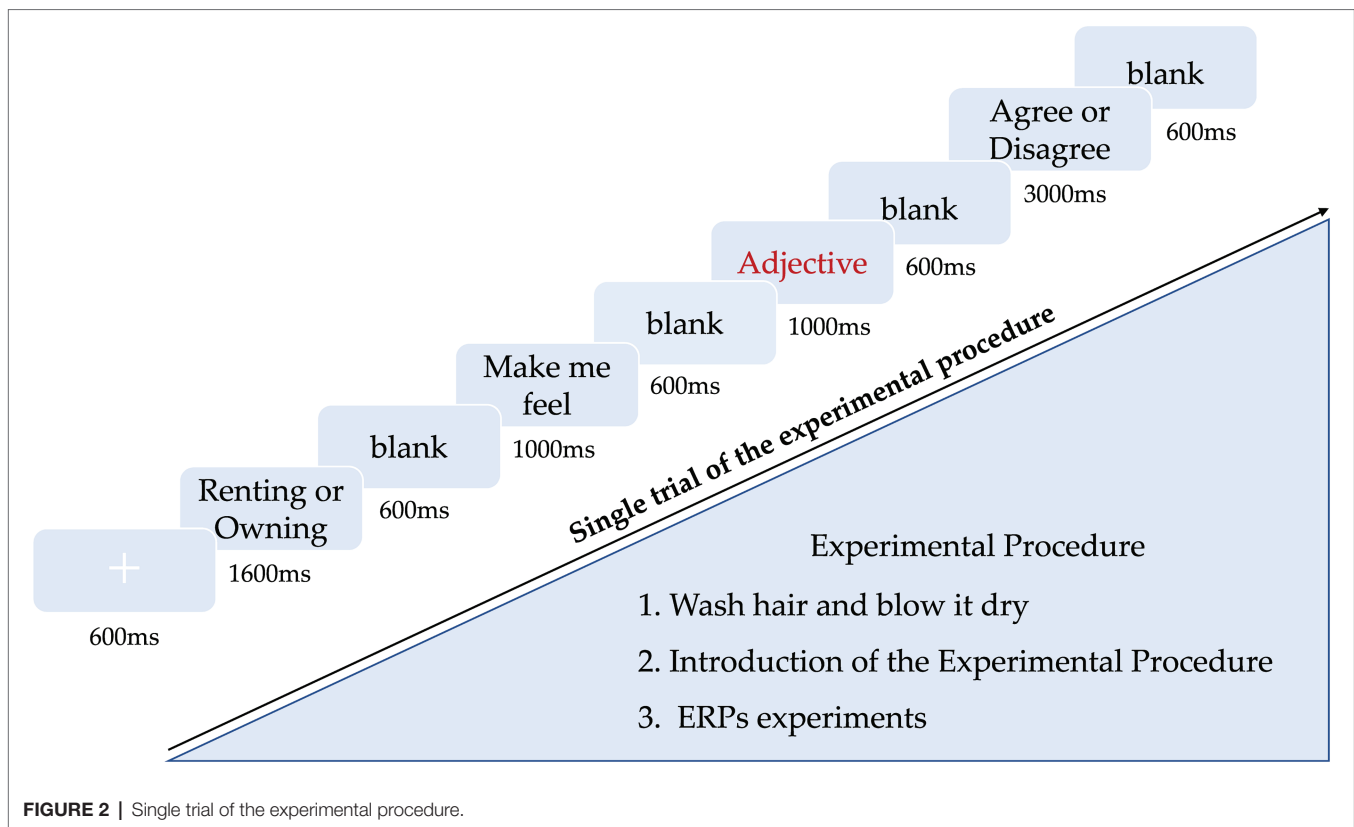 +
600ms
Renting or
Owning
1600ms
blank
600ms
Make me
feel
1000ms
blank
600ms
Adjective
1000ms
blank
600ms
Agree or
Disagree
3000ms
blank
600ms
Single trial of the experimental procedure
Experimental Procedure
1. Wash hair and blow it dry
2. Introduction of the Experimental Procedure
3. ERPs experiments
FIGURE 2 | Single trial of the experimental procedure.